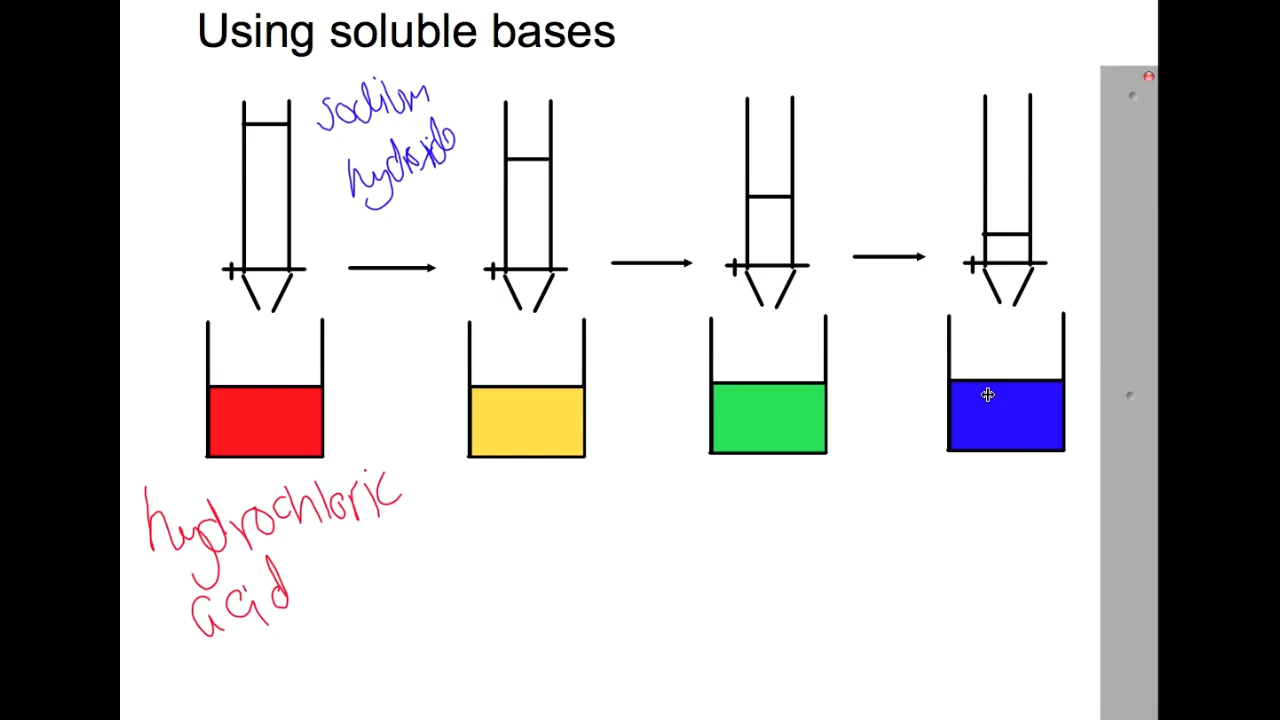 Using soluble bases
sodium
hydroxide
hydrochloric
acid